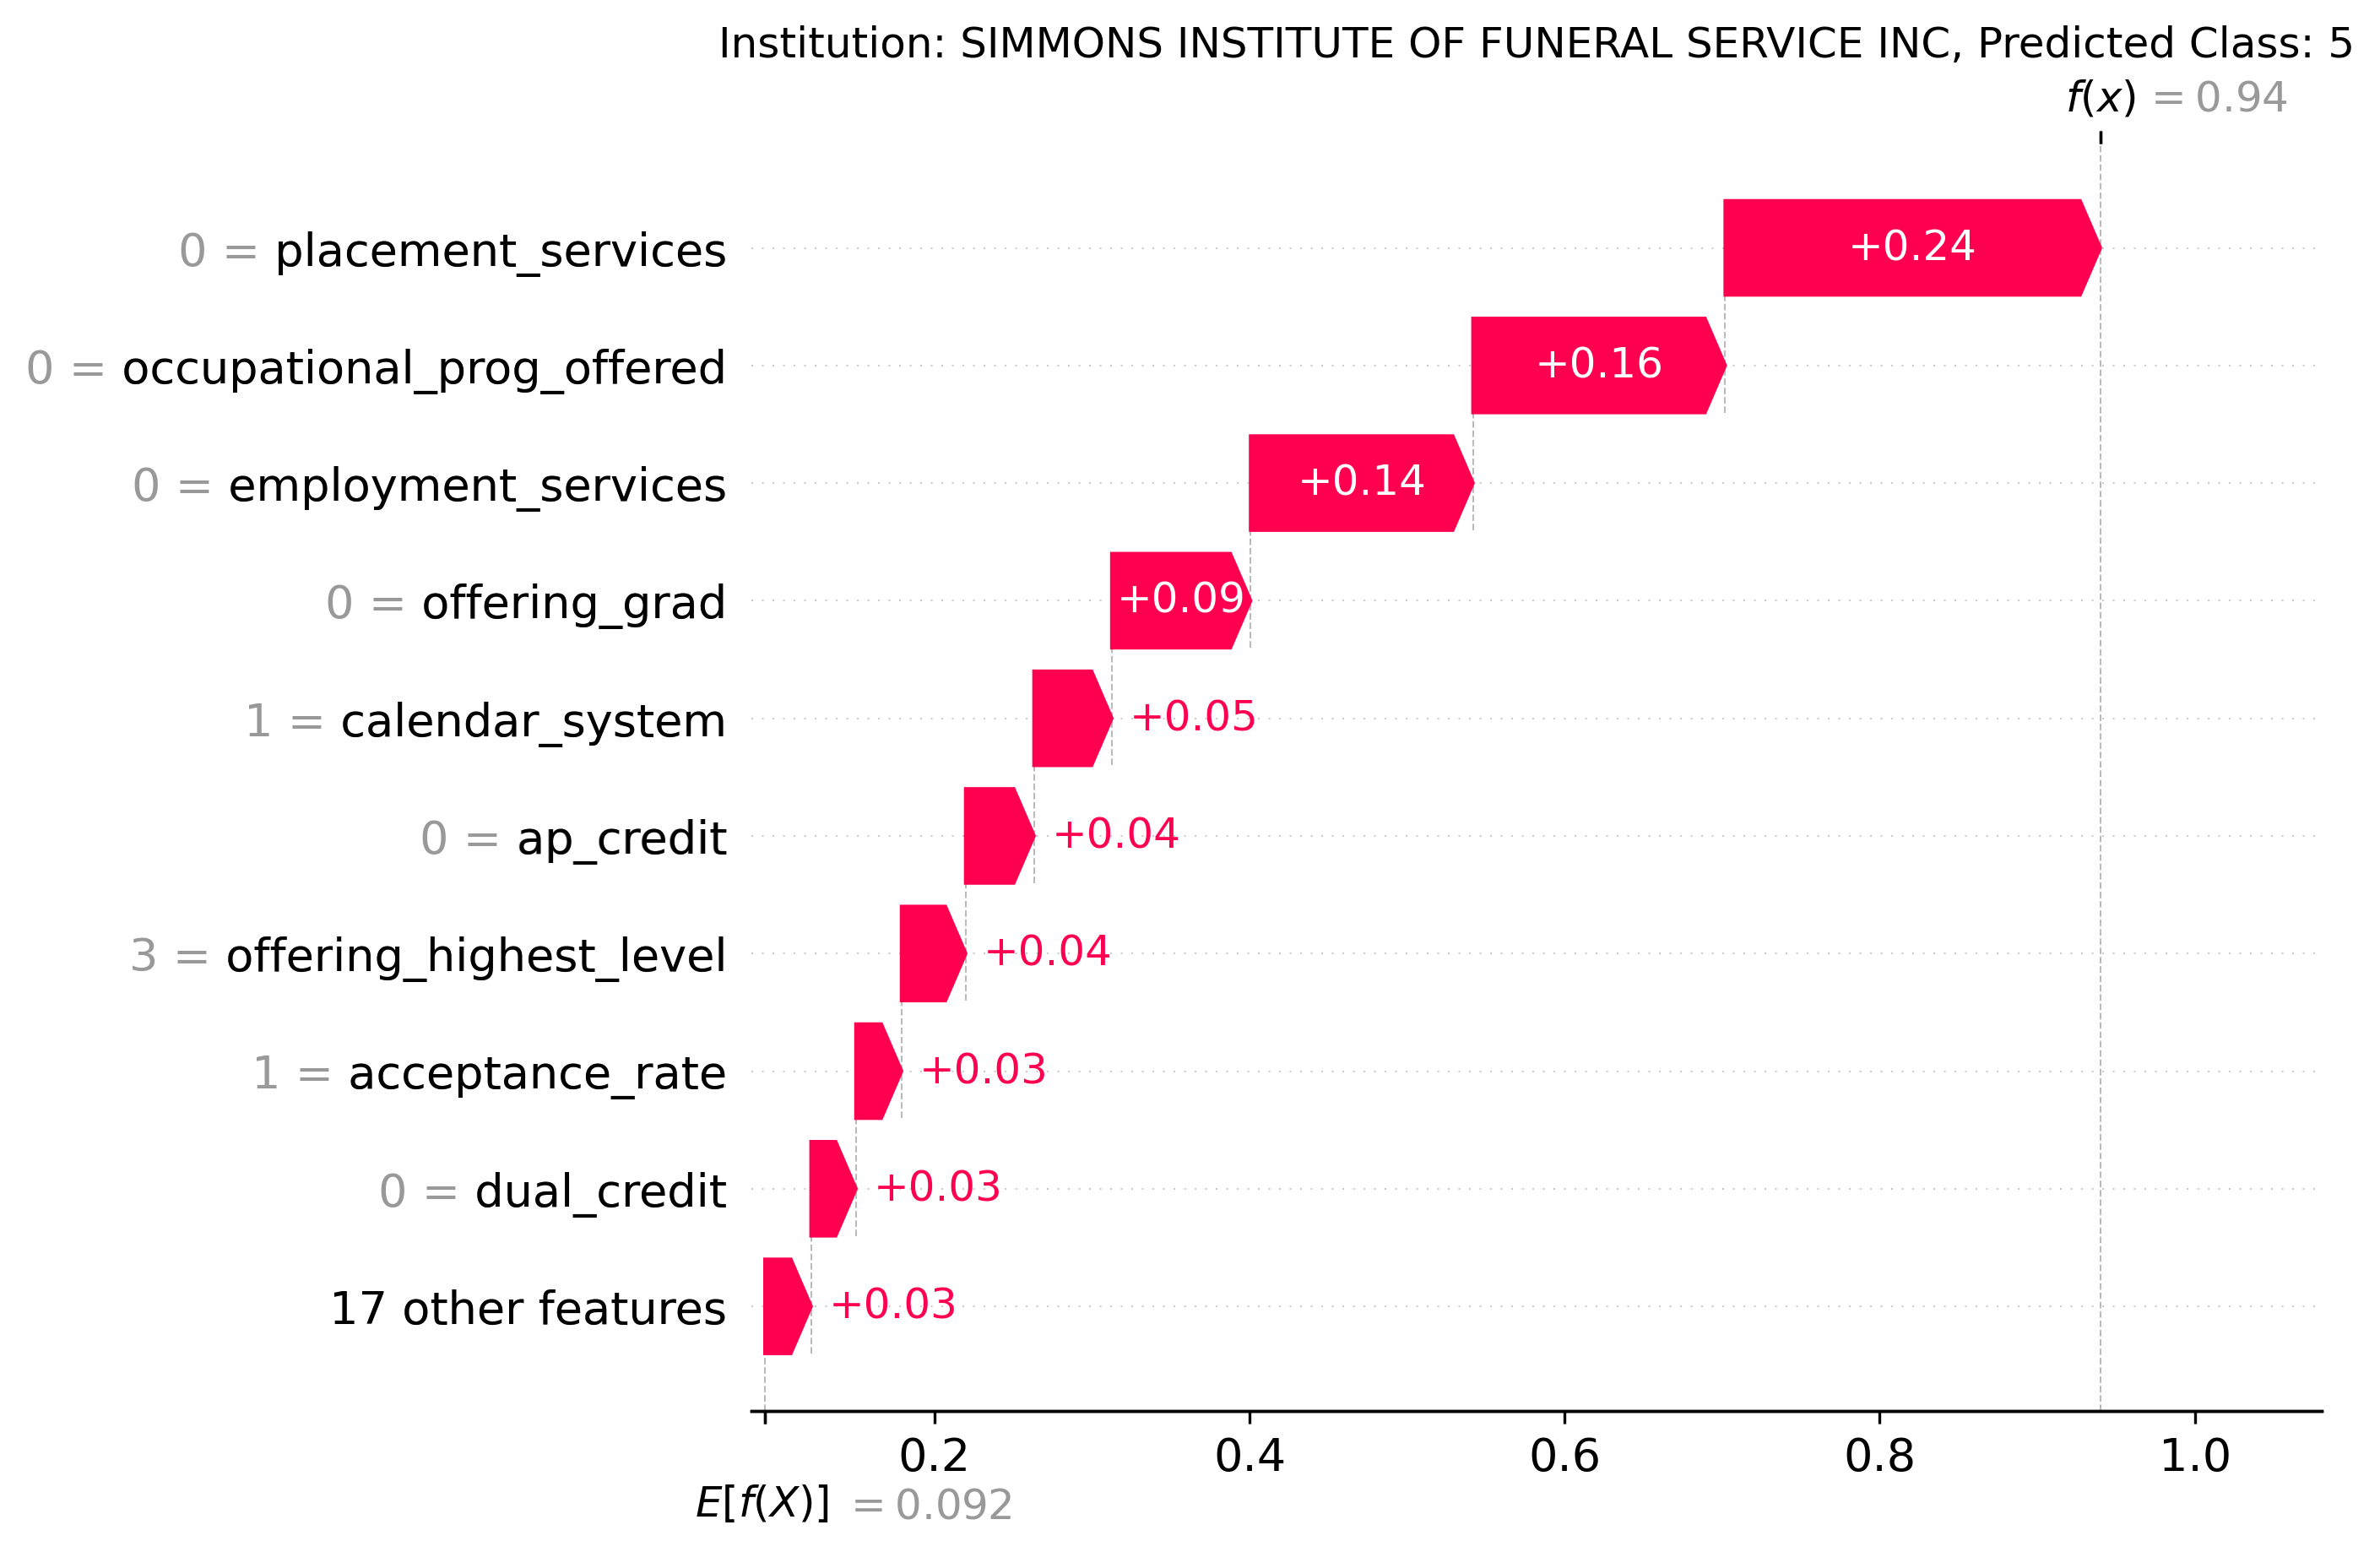 Institution: SIMMONS INSTITUTE OF FUNERAL SERVICE INC, Predicted Class: 5
f(x) = 0.94
0 = placement_services +0.24
0 = occupational_prog_offered +0.16
0 = employment_services +0.14
0 = offering_grad +0.09
1 = calendar_system +0.05
0 = ap_credit +0.04
3 = offering_highest_level +0.04
1 = acceptance_rate +0.03
0 = dual_credit +0.03
17 other features +0.03
0.2 0.4 0.6 0.8 1.0
E[f(X)] = 0.092